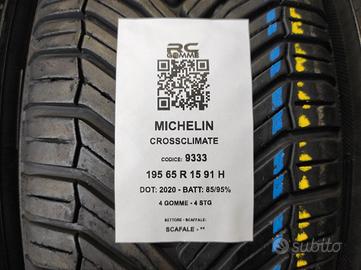 RC
GOMME
MICHELIN
CROSSCLIMATE
CODICE: 9333
195 65 R 15 91 H
DOT: 2020 - BATT: 85/95%
4 GOMME - 4 STG
SETTORE - SCAFFALE:
SCAFALE - **
subito